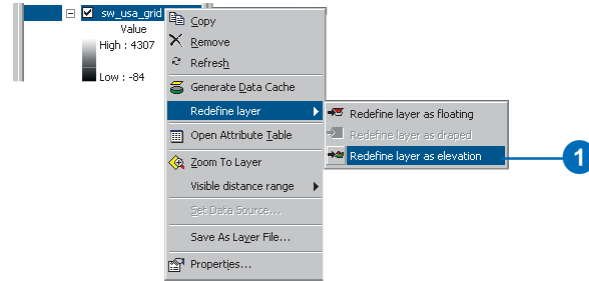 sw_usa_grid
Value
High : 4307
Low : -84
Copy
Remove
Refresh
Generate Data Cache
Redefine layer
Open Attribute Table
Zoom To Layer
Visible distance range
Set Data Source...
Save As Layer File...
Properties...
Redefine layer as floating
Redefine layer as draped
Redefine layer as elevation
1